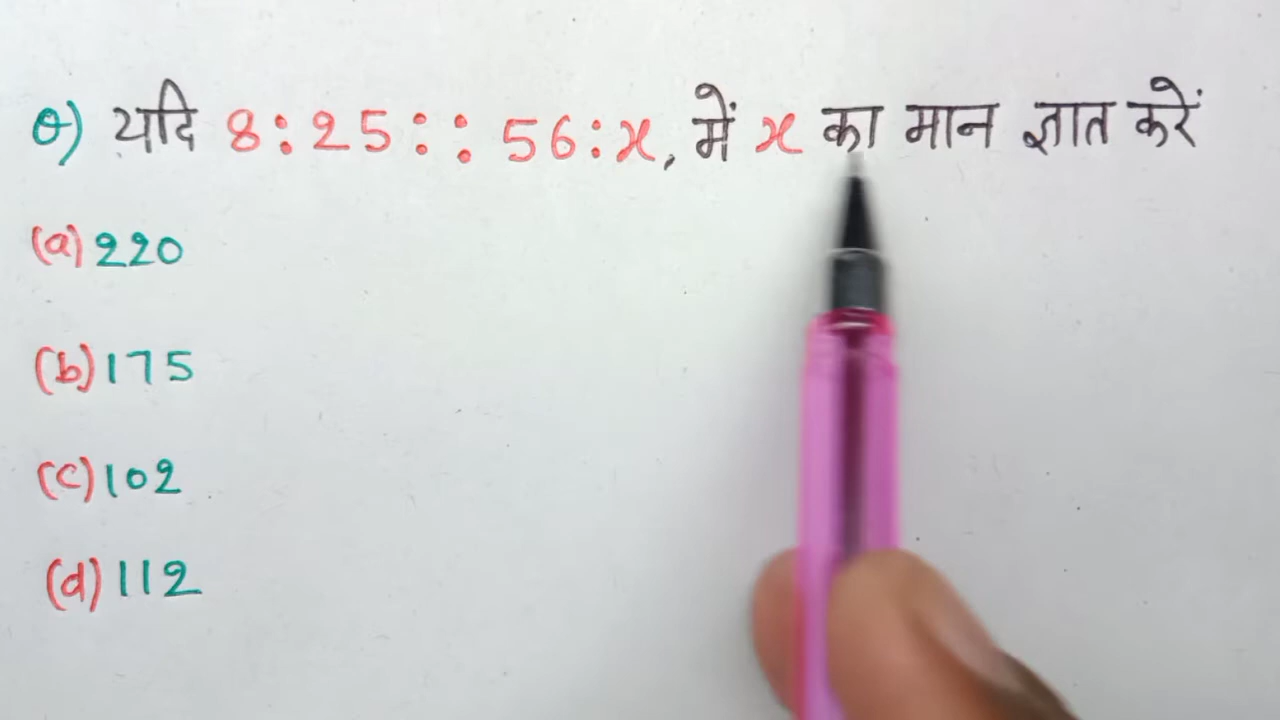 Q) यदि 8:25::56:x, में x का मान ज्ञात करें
(a) 220
(b) 175
(c) 102
(d) 112